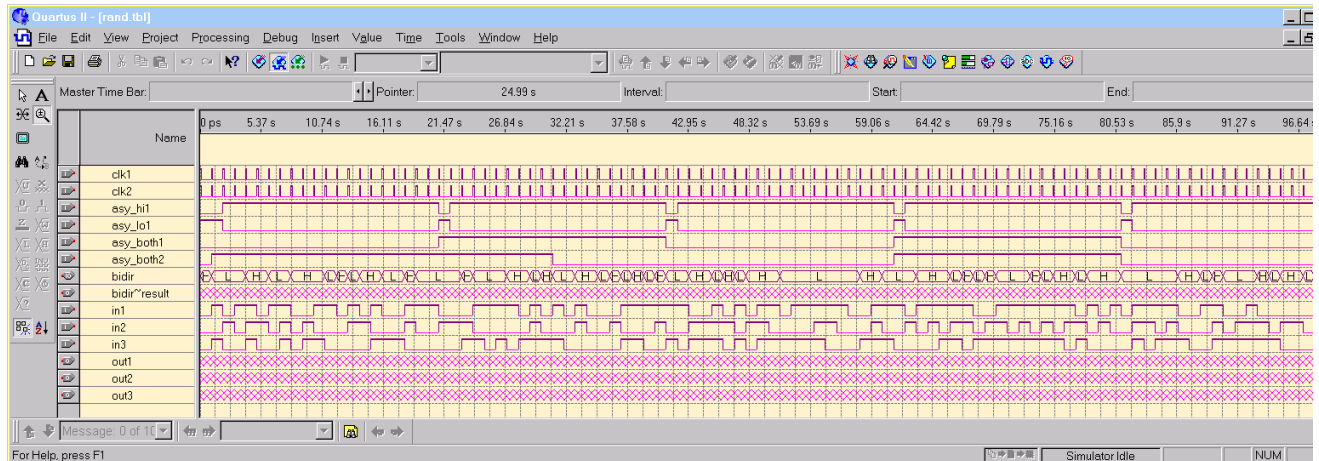 Quartus II - [rand.tbl]
File Edit View Project Processing Debug Insert Value Time Tools Window Help
Master Time Bar: Pointer: 24.99 s Interval: Start: End:
Name 0 ps 5.37 s 10.74 s 16.11 s 21.47 s 26.84 s 32.21 s 37.58 s 42.95 s 48.32 s 53.69 s 59.06 s 64.42 s 69.79 s 75.16 s 80.53 s 85.9 s 91.27 s 96.64
clk1
clk2
asy_hi1
asy_lo1
asy_both1
asy_both2
bidir
bidir~result
in1
in2
in3
out1
out2
out3
Message: 0 of 10
For Help, press F1 Simulator Idle NUM